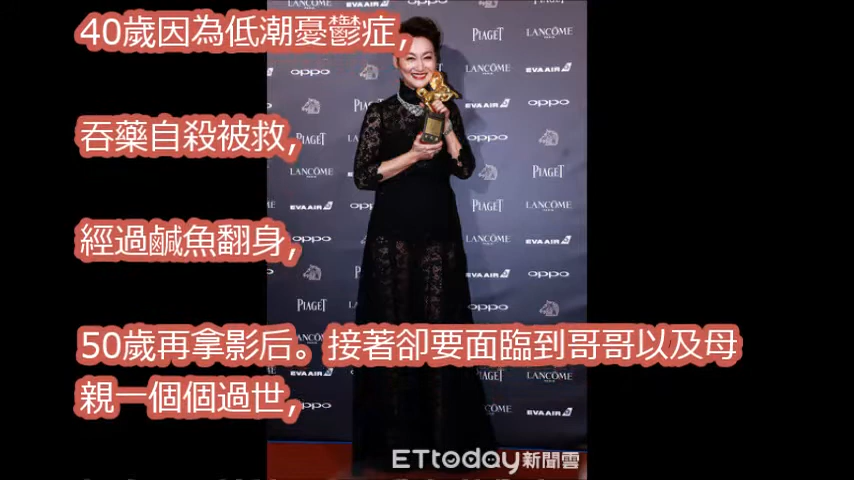 40歲因為低潮憂鬱症,
吞藥自殺被救,
經過鹹魚翻身,
50歲再拿影后。接著卻要面臨到哥哥以及母
親一個個過世,
PIAGET
LANCÔME
PARIS
EVA AIR
oppo
ETtoday新聞雲